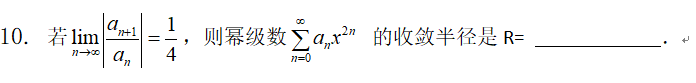 10. 若 $\lim_{n\to\infty}\left|\frac{a_{n+1}}{a_n}\right|=\frac{1}{4}$，则幂级数 $\sum_{n=0}^{\infty}a_n x^{2n}$ 的收敛半径是 R= ____________.